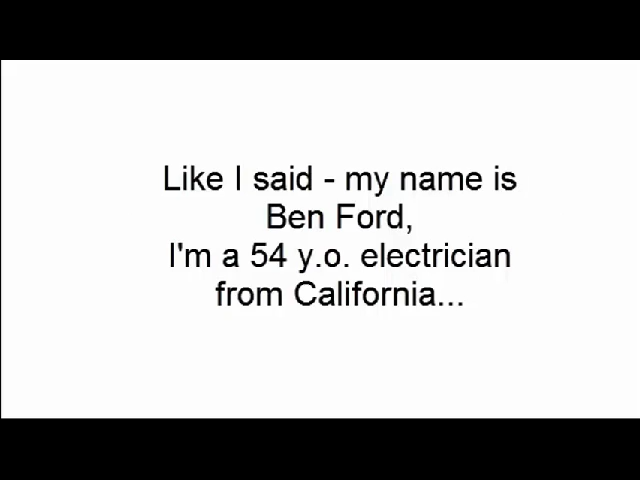 Like I said - my name is
Ben Ford,
I'm a 54 y.o. electrician
from California...